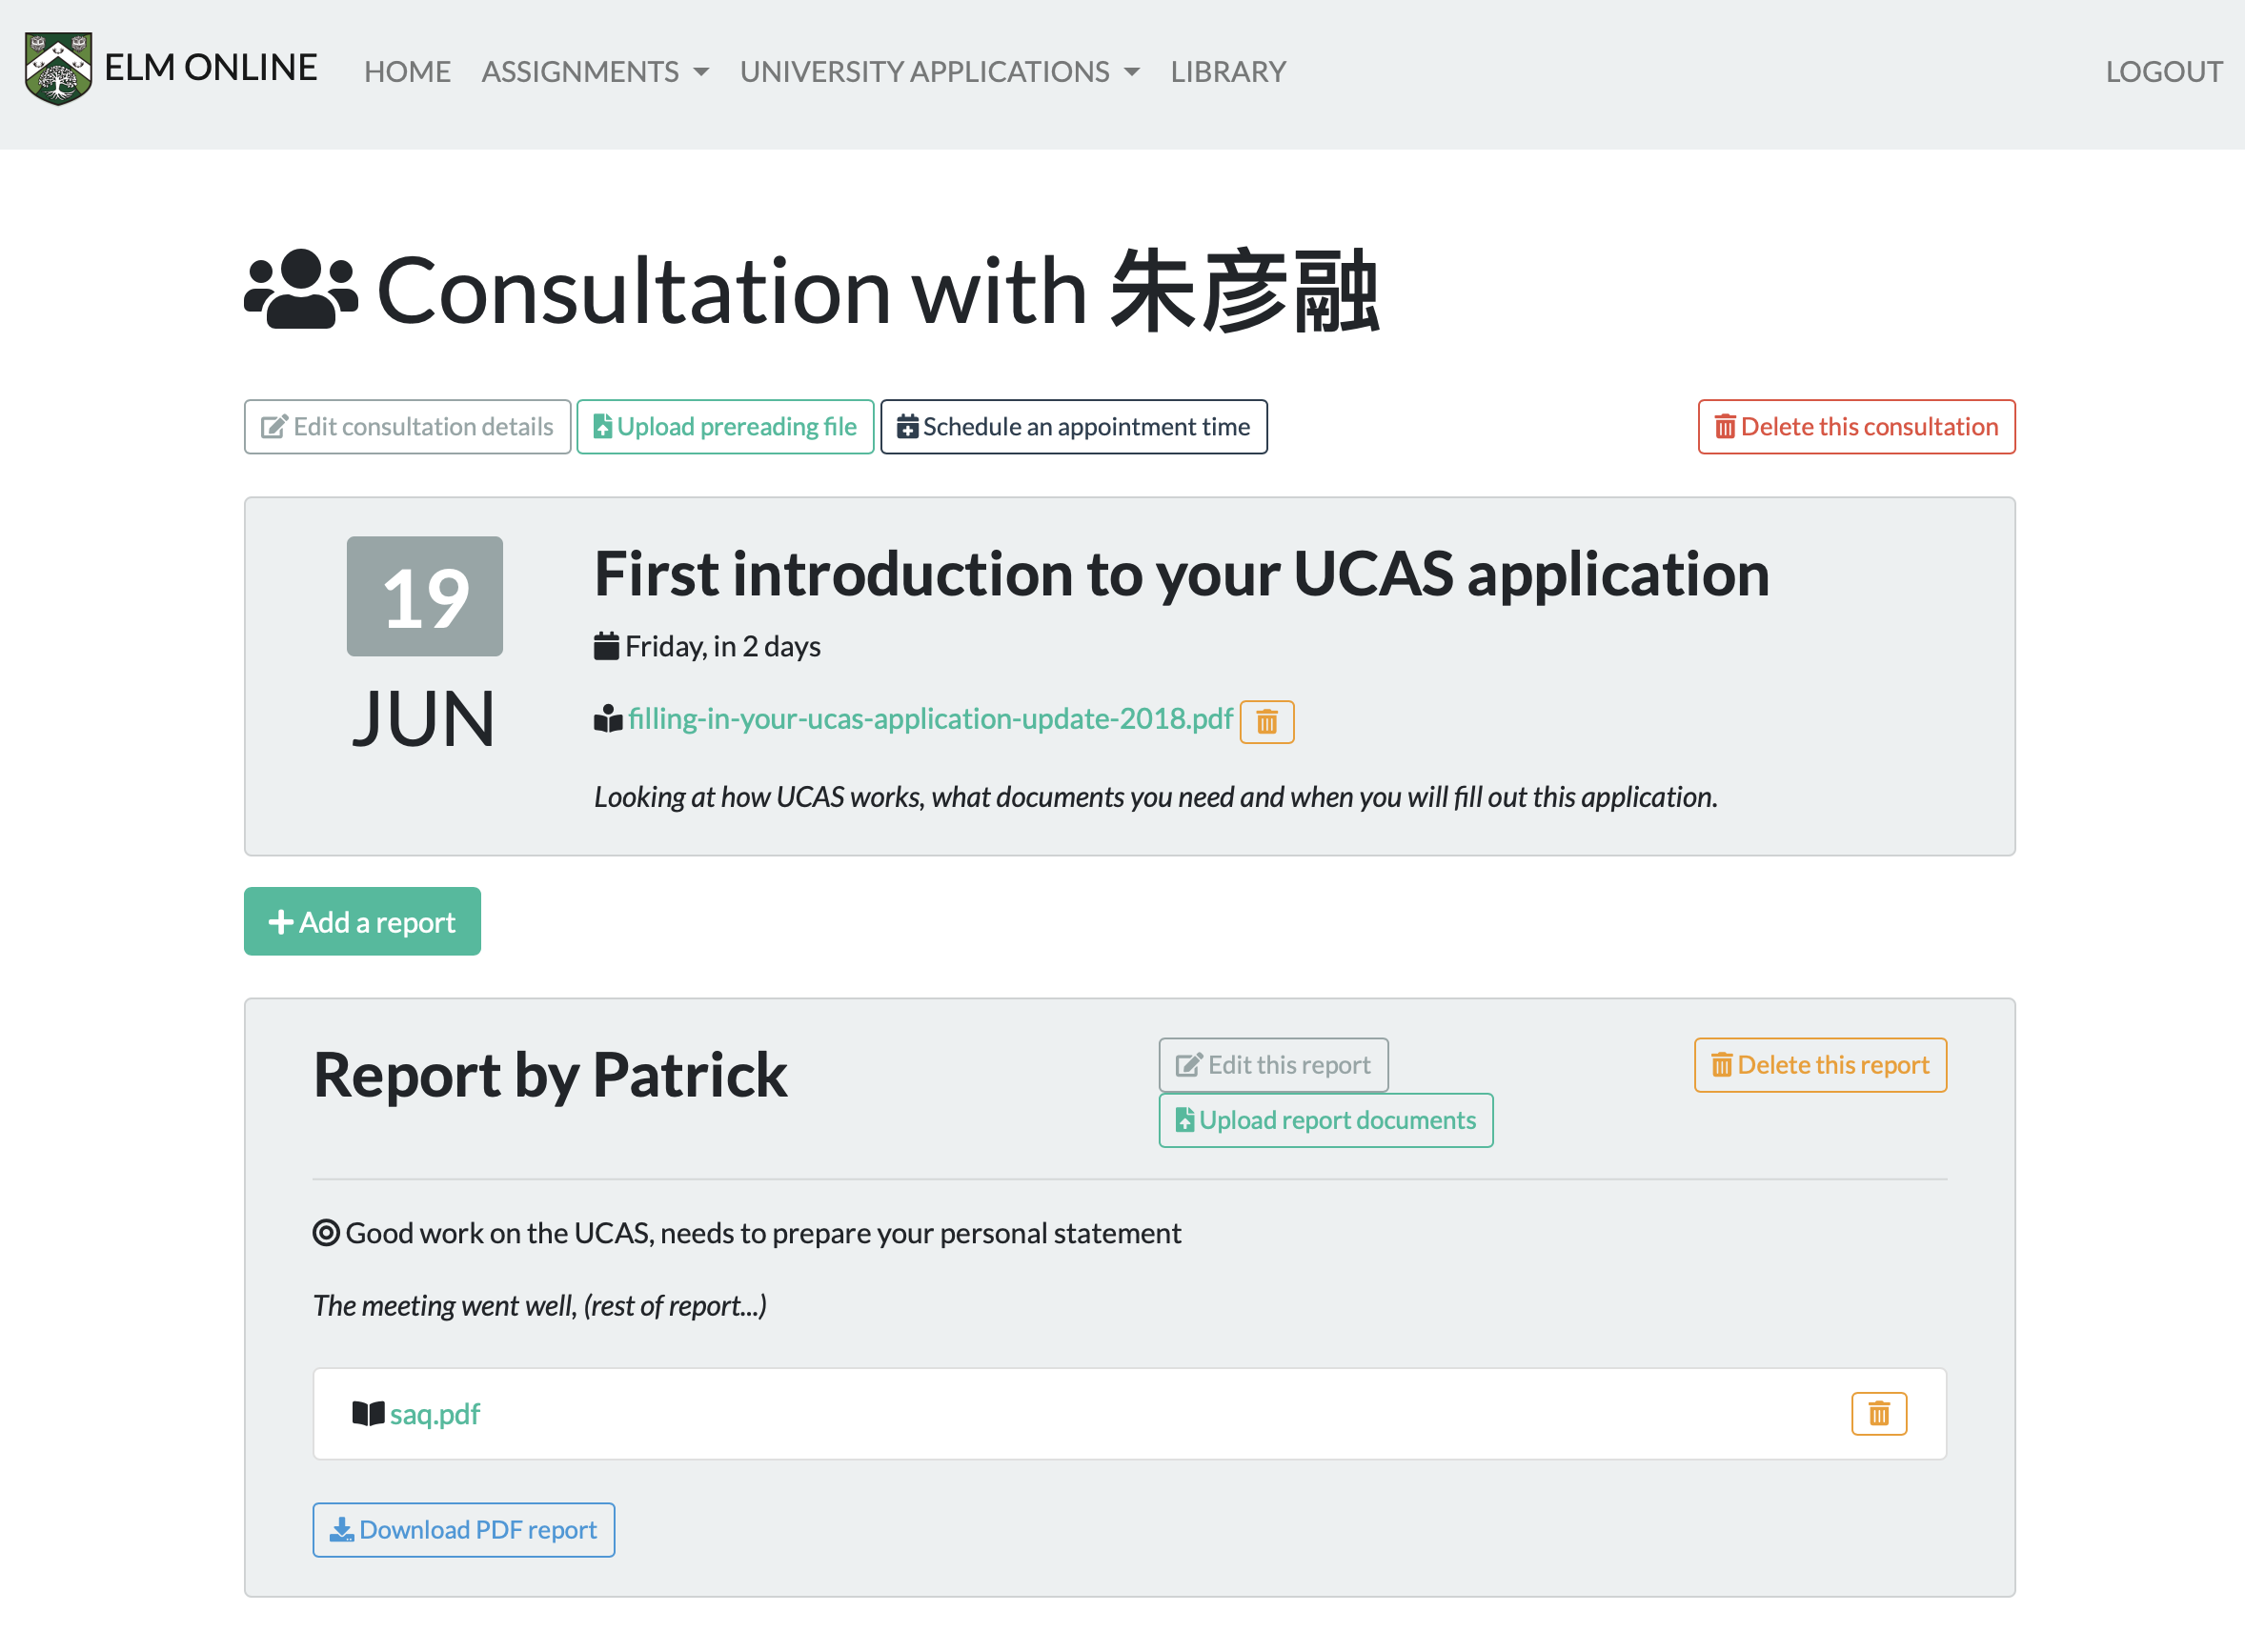 ELM ONLINE HOME ASSIGNMENTS UNIVERSITY APPLICATIONS LIBRARY LOGOUT
Consultation with 朱彦融
Edit consultation details Upload prereading file Schedule an appointment time Delete this consultation
19
JUN
First introduction to your UCAS application
Friday, in 2 days
filling-in-your-ucas-application-update-2018.pdf
Looking at how UCAS works, what documents you need and when you will fill out this application.
Add a report
Report by Patrick
Edit this report
Upload report documents
Delete this report
Good work on the UCAS, needs to prepare your personal statement
The meeting went well, (rest of report...)
saq.pdf
Download PDF report